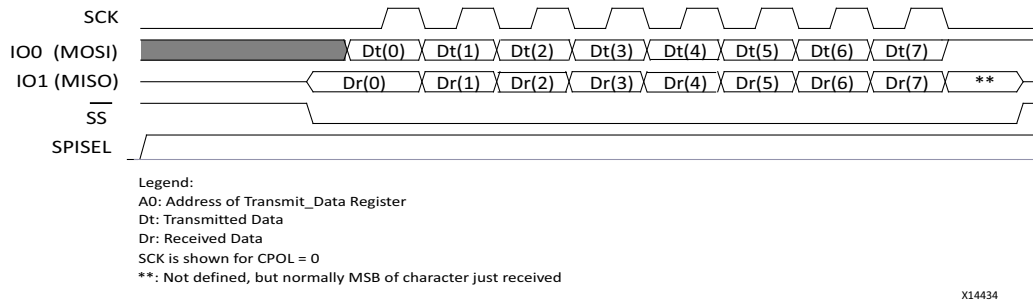 SCK
IO0 (MOSI) Dt(0) Dt(1) Dt(2) Dt(3) Dt(4) Dt(5) Dt(6) Dt(7)
IO1 (MISO) Dr(0) Dr(1) Dr(2) Dr(3) Dr(4) Dr(5) Dr(6) Dr(7) **
SS
SPISEL
Legend:
A0: Address of Transmit_Data Register
Dt: Transmitted Data
Dr: Received Data
SCK is shown for CPOL = 0
**: Not defined, but normally MSB of character just received
X14434